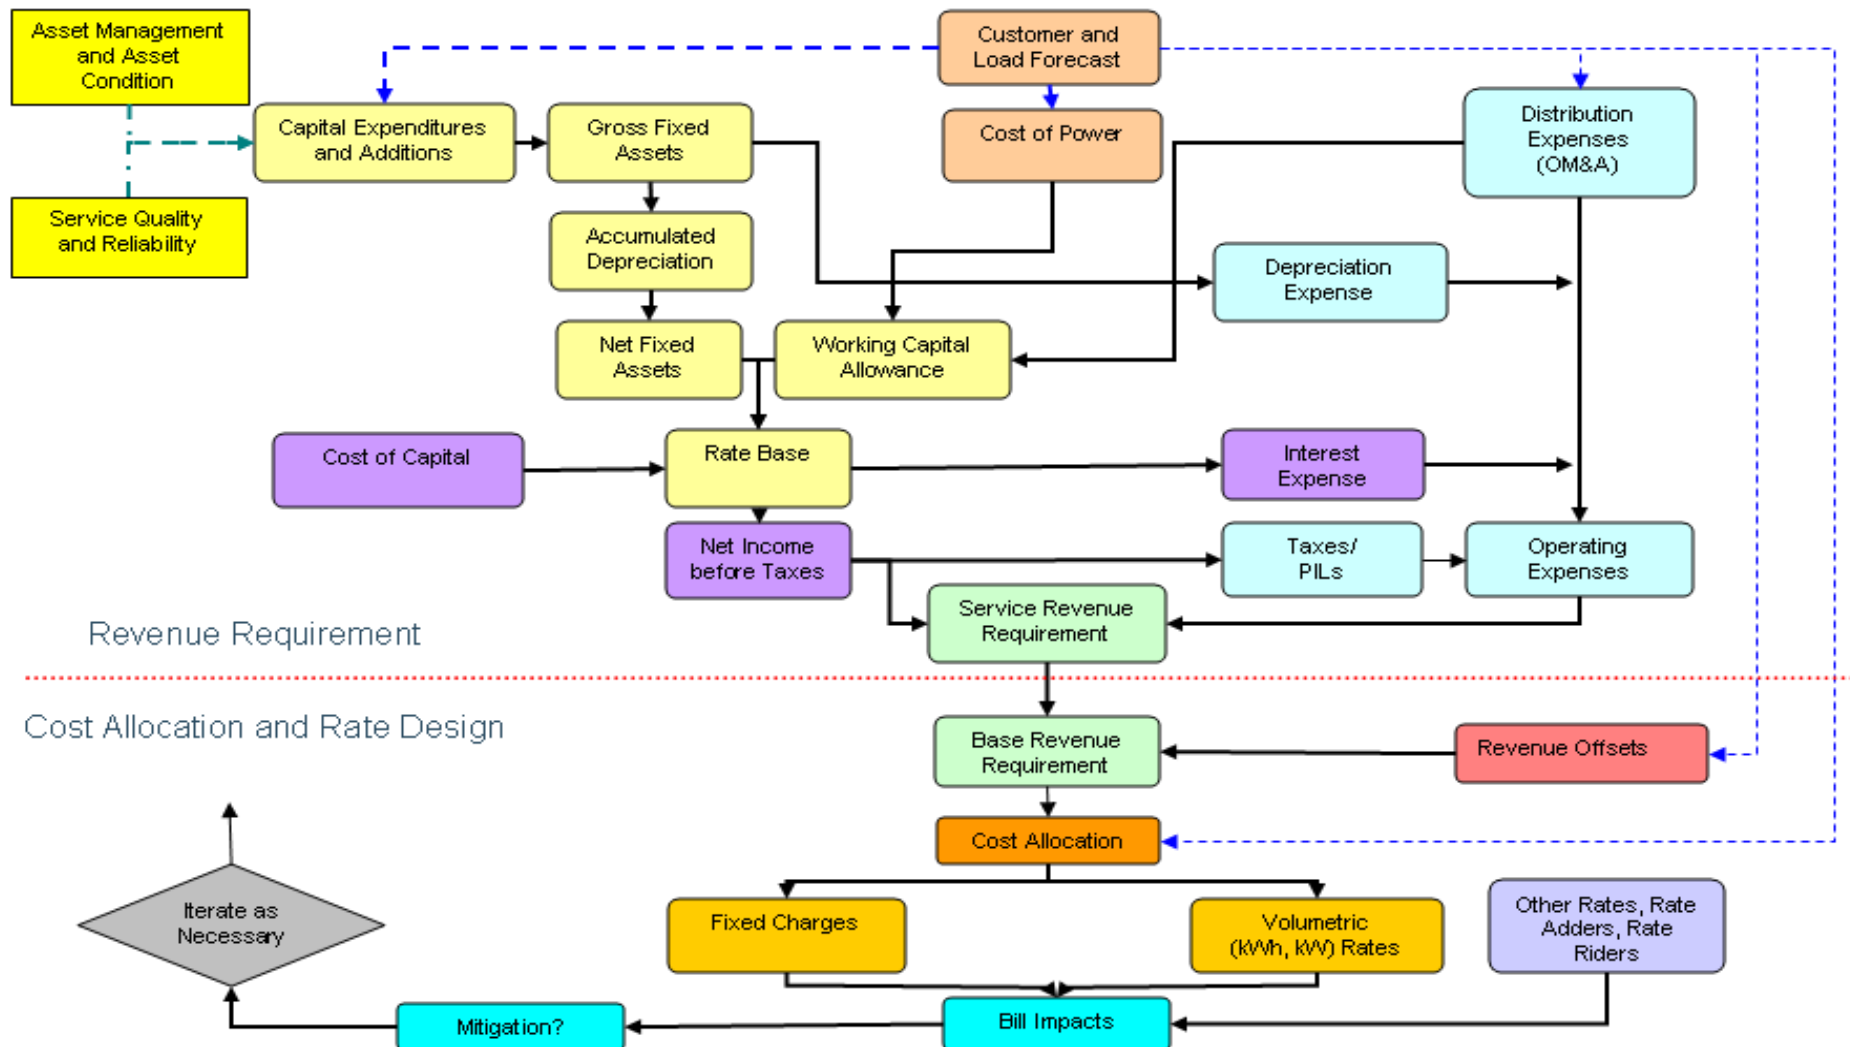 Asset Management
and Asset
Condition
Customer and
Load Forecast
Capital Expenditures
and Additions
Gross Fixed
Assets
Cost of Power
Distribution
Expenses
(OM&A)
Service Quality
and Reliability
Accumulated
Depreciation
Depreciation
Expense
Net Fixed
Assets
Working Capital
Allowance
Cost of Capital
Rate Base
Interest
Expense
Net Income
before Taxes
Taxes/
PILs
Operating
Expenses
Service Revenue
Requirement
Revenue Requirement
Cost Allocation and Rate Design
Base Revenue
Requirement
Revenue Offsets
Cost Allocation
Iterate as
Necessary
Fixed Charges
Volumetric
(kWh, kW) Rates
Other Rates, Rate
Adders, Rate
Riders
Mitigation?
Bill Impacts